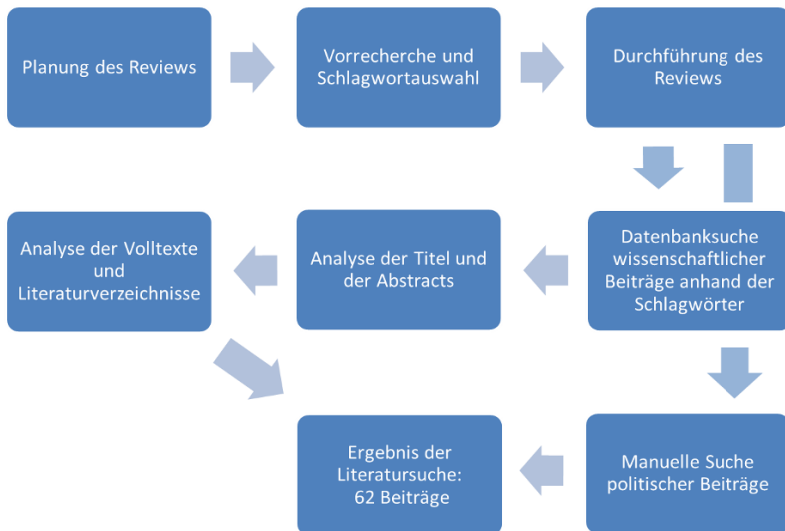 Planung des Reviews
Vorrecherche und
Schlagwortauswahl
Durchführung des
Reviews
Datenbanksuche
wissenschaftlicher
Beiträge anhand der
Schlagwörter
Analyse der Titel und
der Abstracts
Analyse der Volltexte
und
Literaturverzeichnisse
Manuelle Suche
politischer Beiträge
Ergebnis der
Literatursuche:
62 Beiträge